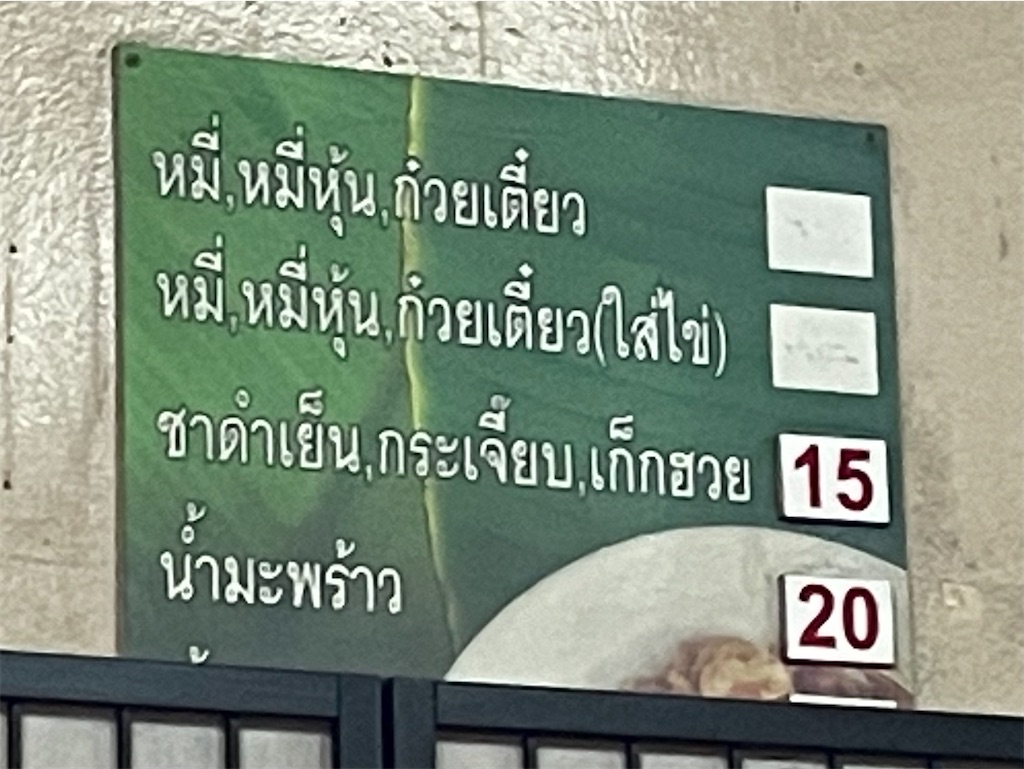 หมี่,หมี่หุ้น,ก๋วยเตี๋ยว
หมี่,หมี่หุ้น,ก๋วยเตี๋ยว(ใส่ไข่)
ชาดำเย็น,กระเจี๊ยบ,เก็กฮวย 15
น้ำมะพร้าว 20